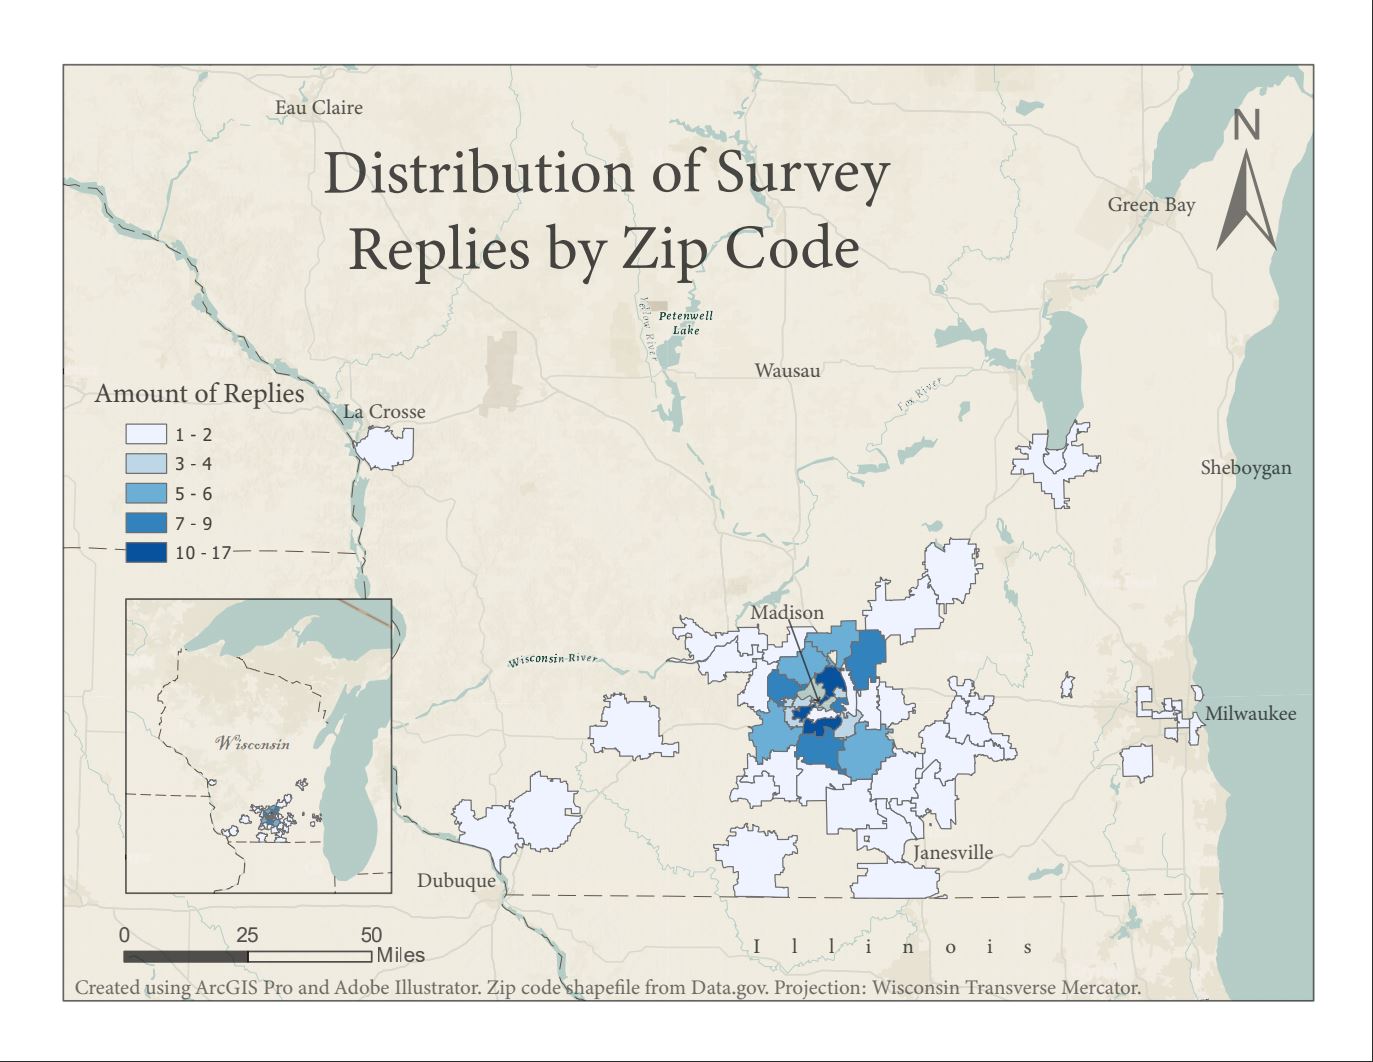 Eau Claire
N
Distribution of Survey
Replies by Zip Code
Green Bay
Yellow River
Petenwell
Lake
Wausau
Fox River
Amount of Replies
La Crosse
1 - 2
3 - 4
5 - 6
7 - 9
10 - 17
Sheboygan
Madison
Wisconsin River
Milwaukee
Wisconsin
Janesville
Dubuque
Illinois
0 25 50
Miles
Created using ArcGIS Pro and Adobe Illustrator. Zip code shapefile from Data.gov. Projection: Wisconsin Transverse Mercator.